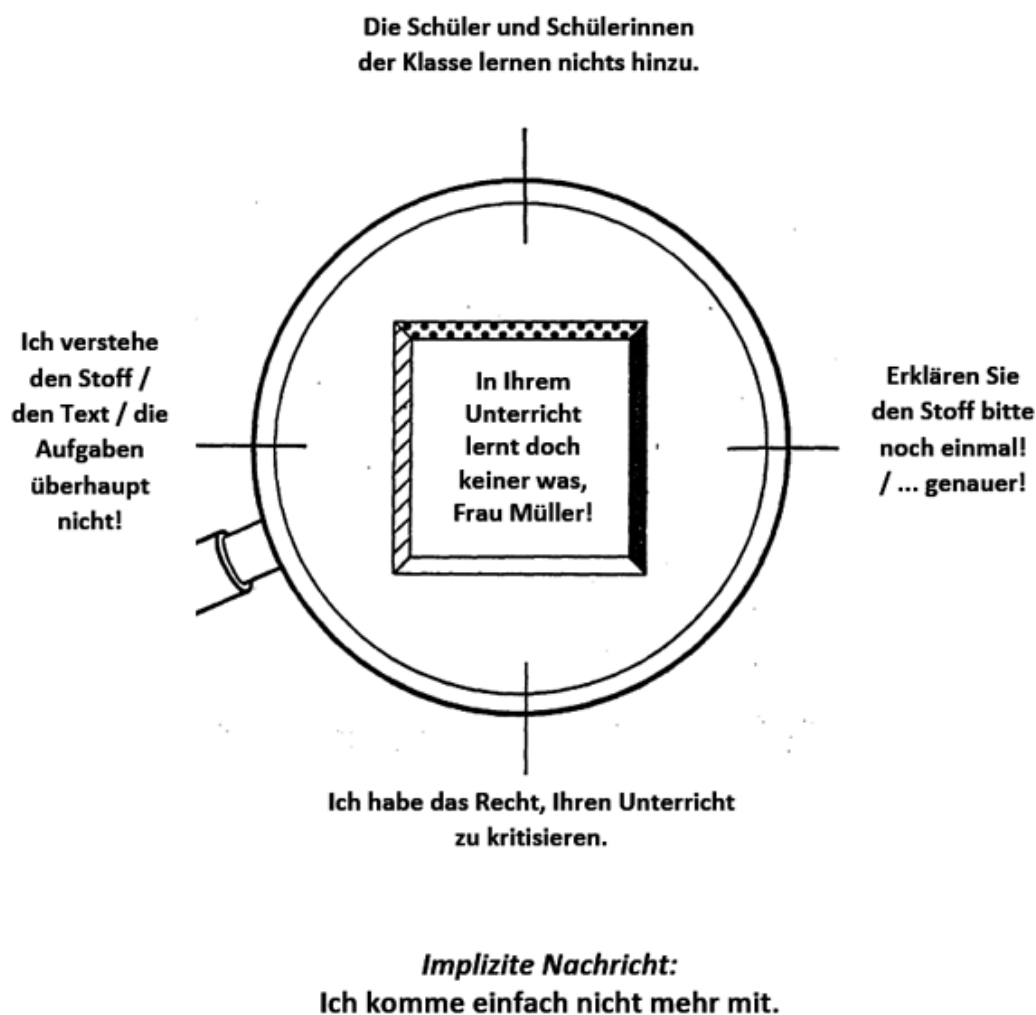 Die Schüler und Schülerinnen
der Klasse lernen nichts hinzu.
Ich verstehe
den Stoff /
den Text / die
Aufgaben
überhaupt
nicht!
In Ihrem
Unterricht
lernt doch
keiner was,
Frau Müller!
Erklären Sie
den Stoff bitte
noch einmal!
/ ... genauer!
Ich habe das Recht, Ihren Unterricht
zu kritisieren.
Implizite Nachricht:
Ich komme einfach nicht mehr mit.